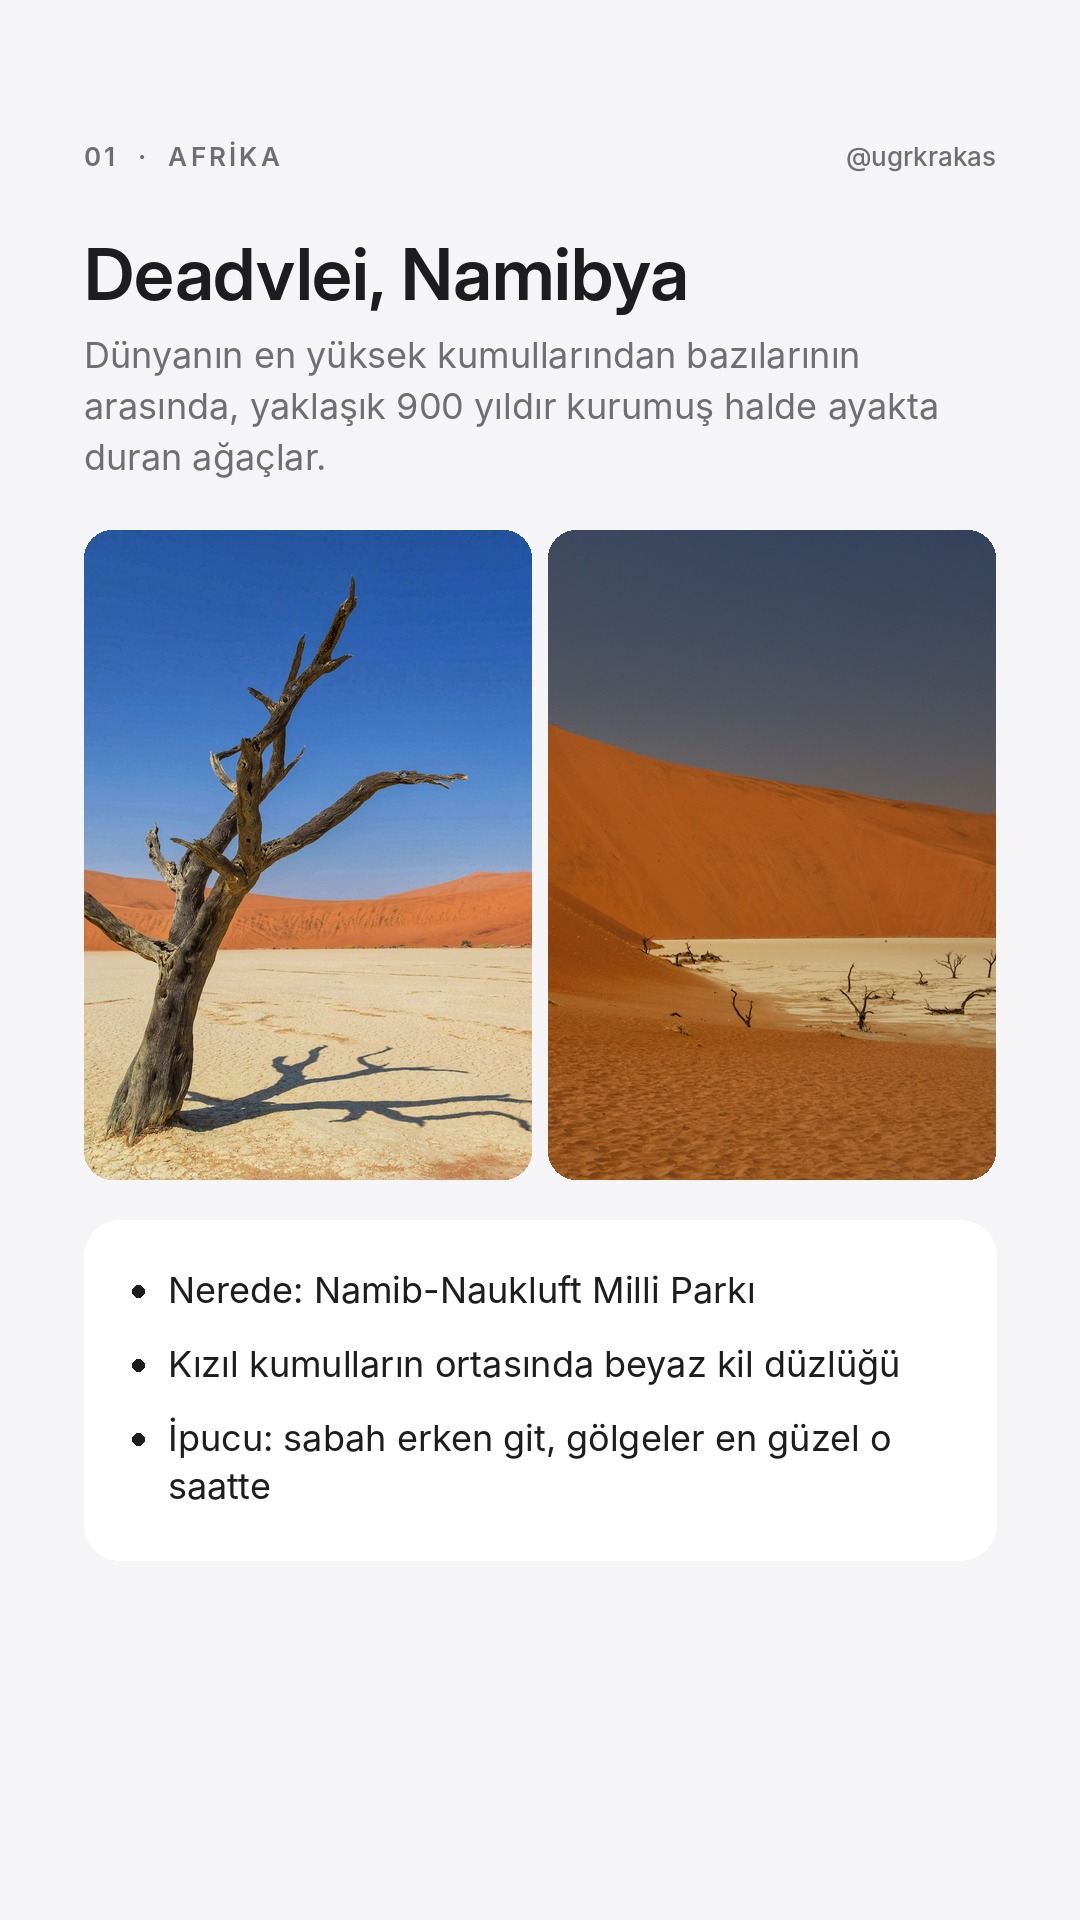 01 · AFRİKA
@ugrkrakas
Deadvlei, Namibya
Dünyanın en yüksek kumullarından bazılarının
arasında, yaklaşık 900 yıldır kurumuş halde ayakta
duran ağaçlar.
• Nerede: Namib-Naukluft Milli Parkı
• Kızıl kumulların ortasında beyaz kil düzlüğü
• İpucu: sabah erken git, gölgeler en güzel o
saatte